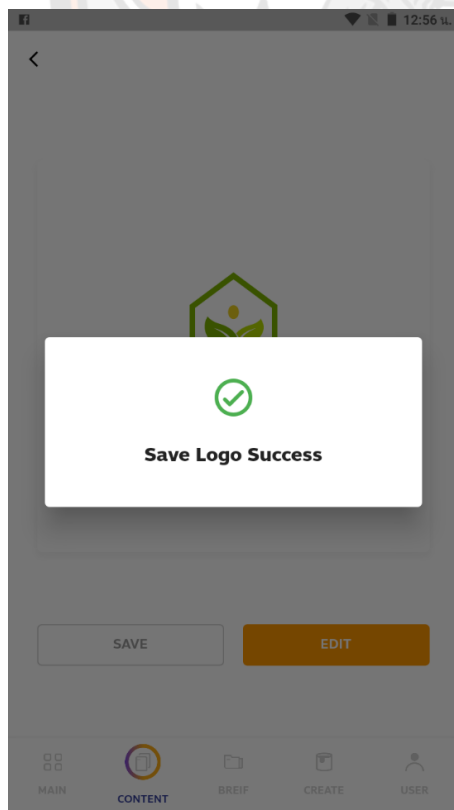 12:56 น.
Save Logo Success
SAVE EDIT
MAIN CONTENT BREIF CREATE USER